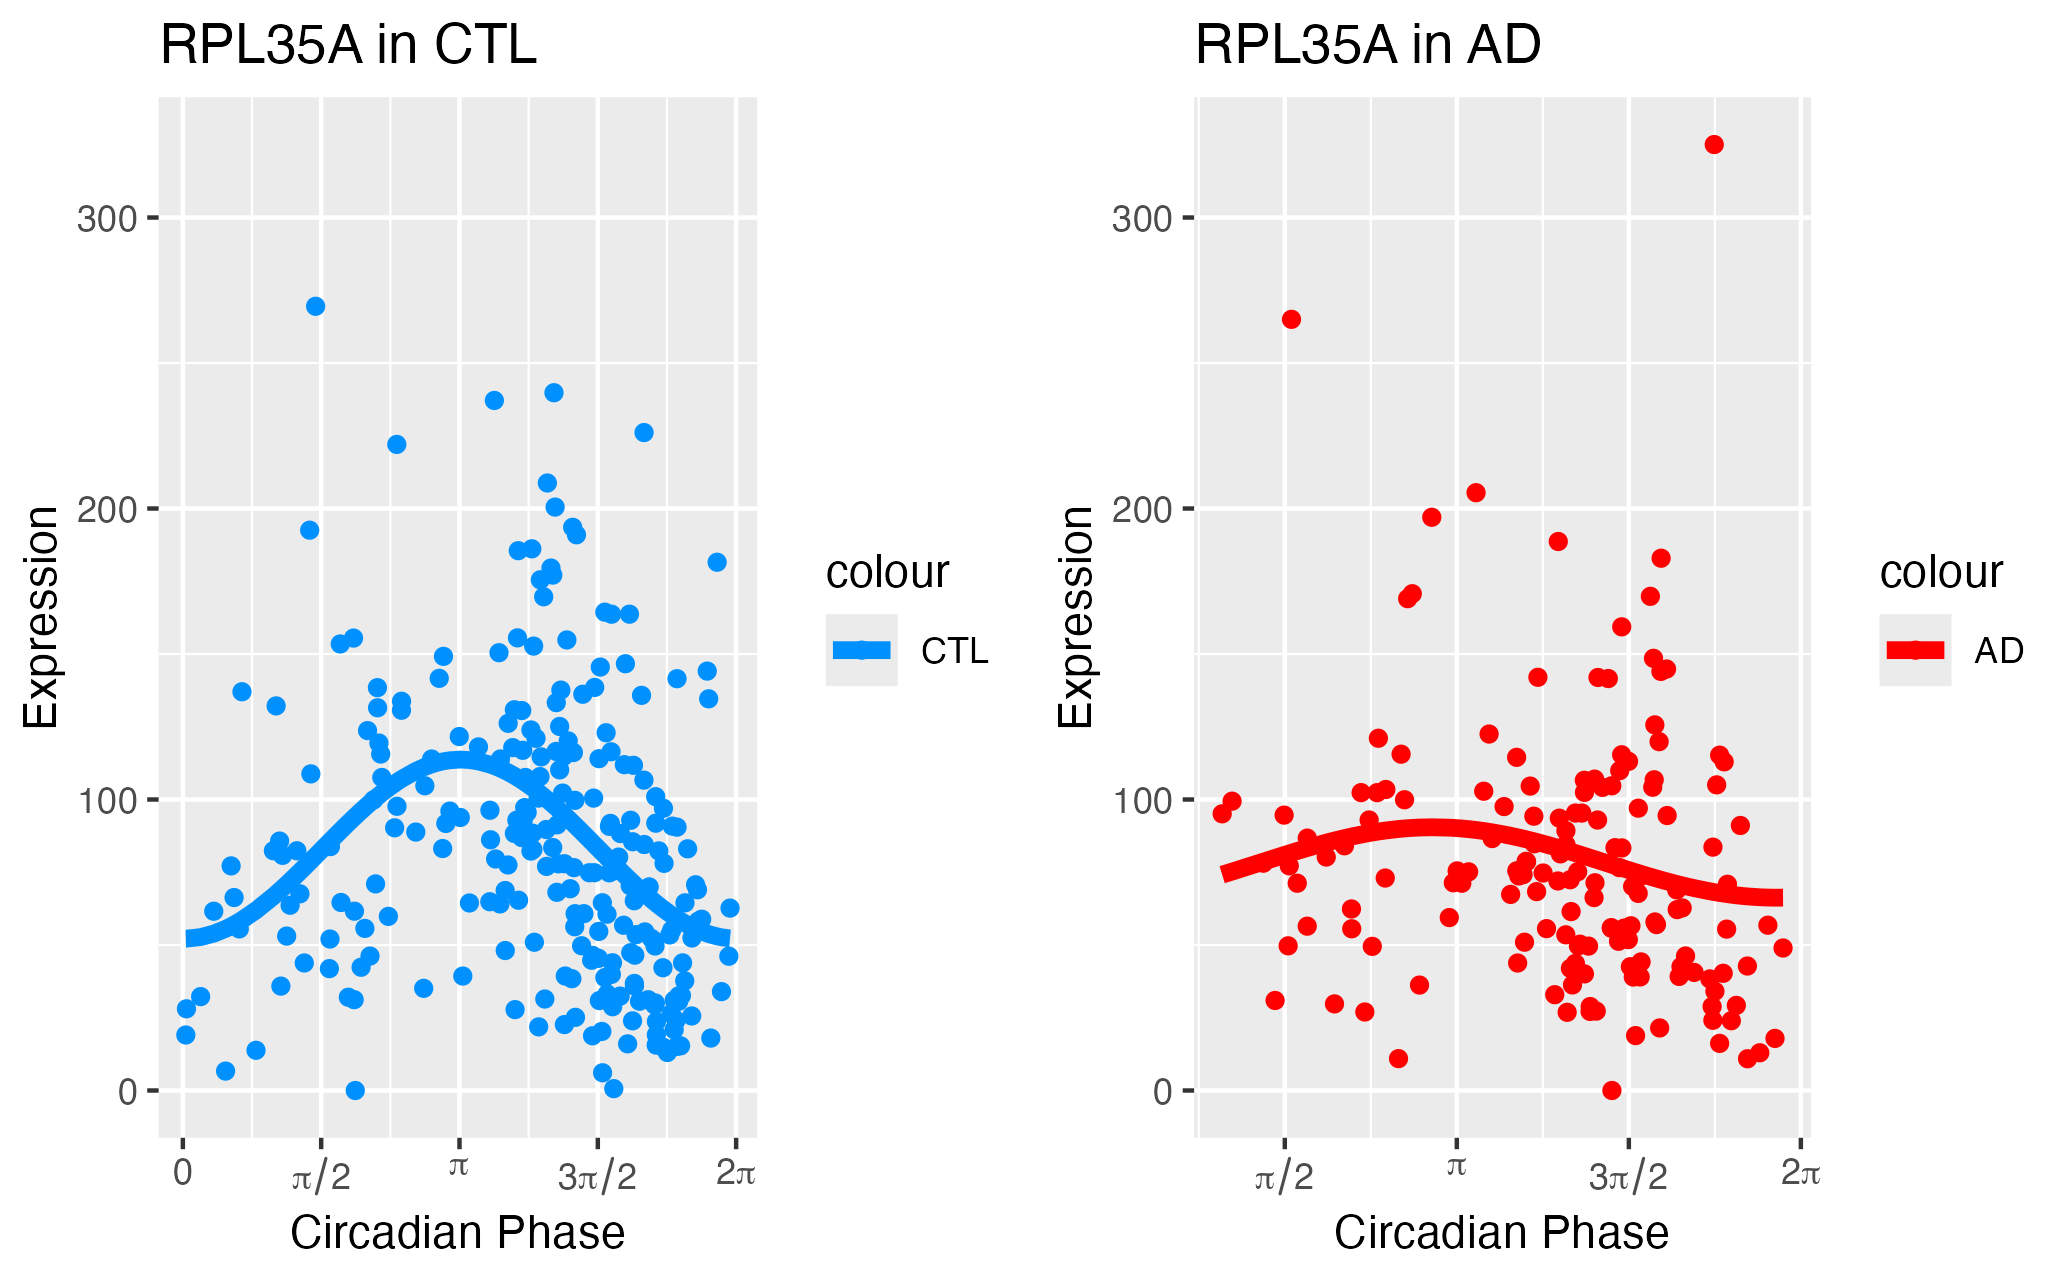 RPL35A in CTL
Expression
300
200
100
0
0 π/2 π 3π/2 2π
Circadian Phase
colour
CTL
RPL35A in AD
Expression
300
200
100
0
π/2 π 3π/2 2π
Circadian Phase
colour
AD